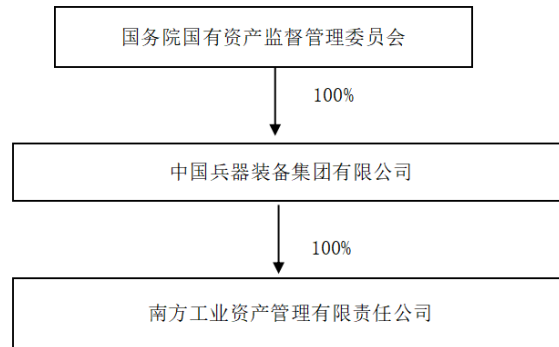 国务院国有资产监督管理委员会
100%
中国兵器装备集团有限公司
100%
南方工业资产管理有限责任公司